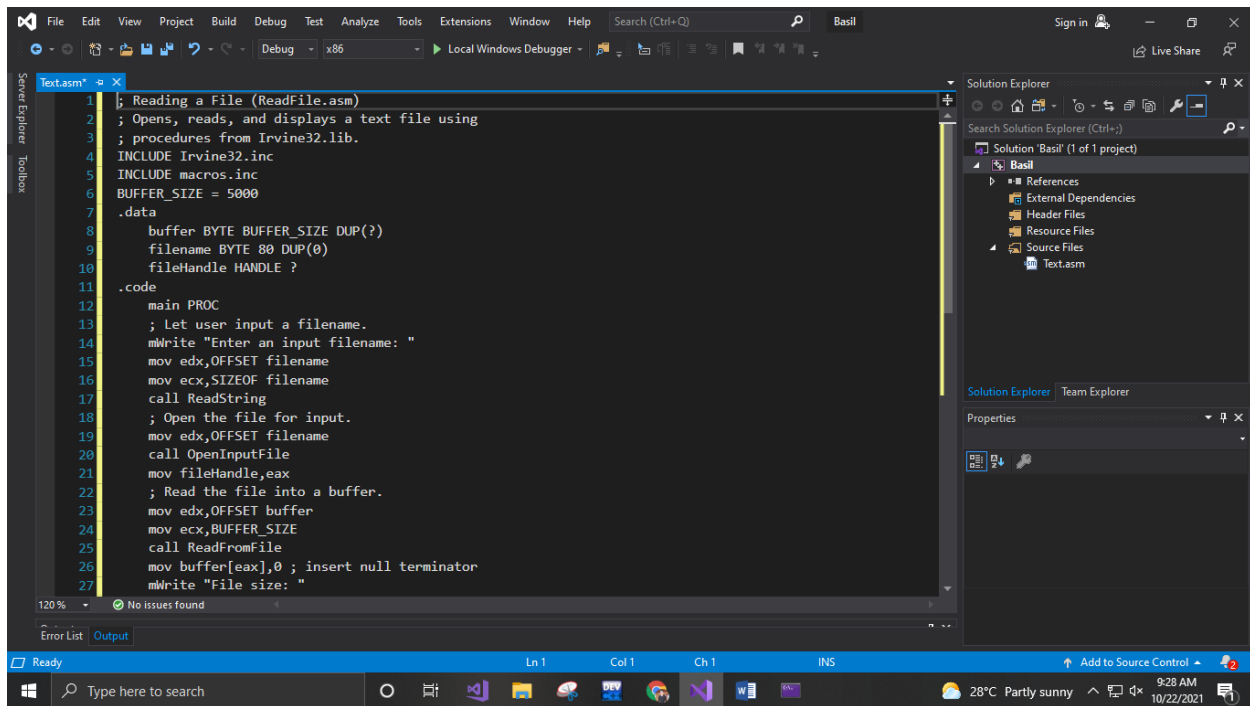 File Edit View Project Build Debug Test Analyze Tools Extensions Window Help Search (Ctrl+Q) Basil Sign in
Debug x86 Local Windows Debugger Live Share
Server Explorer
Toolbox
Text.asm*
1 ; Reading a File (ReadFile.asm)
2 ; Opens, reads, and displays a text file using
3 ; procedures from Irvine32.lib.
4 INCLUDE Irvine32.inc
5 INCLUDE macros.inc
6 BUFFER_SIZE = 5000
7 .data
8 buffer BYTE BUFFER_SIZE DUP(?)
9 filename BYTE 80 DUP(0)
10 fileHandle HANDLE ?
11 .code
12 main PROC
13 ; Let user input a filename.
14 mWrite "Enter an input filename: "
15 mov edx,OFFSET filename
16 mov ecx,SIZEOF filename
17 call ReadString
18 ; Open the file for input.
19 mov edx,OFFSET filename
20 call OpenInputFile
21 mov fileHandle,eax
22 ; Read the file into a buffer.
23 mov edx,OFFSET buffer
24 mov ecx,BUFFER_SIZE
25 call ReadFromFile
26 mov buffer[eax],0 ; insert null terminator
27 mWrite "File size: "
120 % No issues found
Error List Output
Solution Explorer
Search Solution Explorer (Ctrl+;)
Solution 'Basil' (1 of 1 project)
Basil
References
External Dependencies
Header Files
Resource Files
Source Files
Text.asm
Solution Explorer Team Explorer
Properties
Ready Ln 1 Col 1 Ch 1 INS Add to Source Control 2
Type here to search DEV 28°C Partly sunny 9:28 AM
10/22/2021